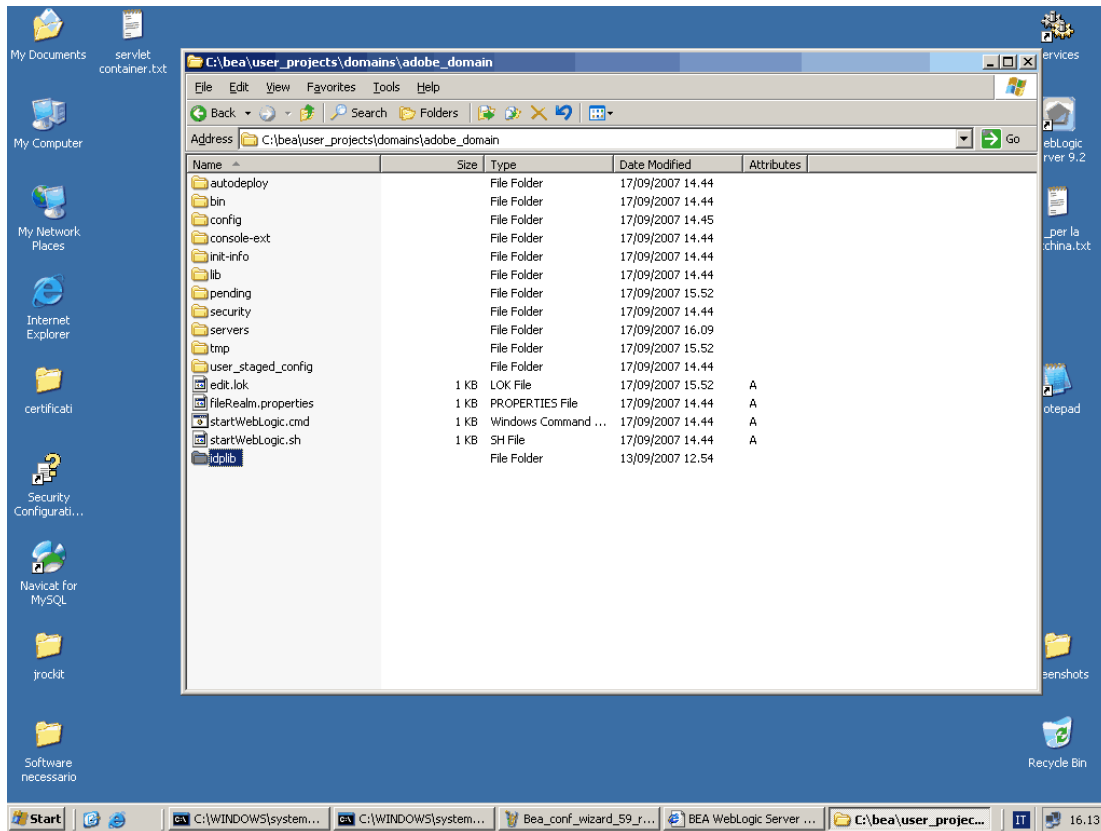 My Documents
servlet
container.txt
ervices
My Computer
ebLogic
rver 9.2
My Network
Places
_per la
:china.txt
Internet
Explorer
certificati
otepad
Security
Configurati...
Navicat for
MySQL
jrockit
eenshots
Software
necessario
Recycle Bin
C:\bea\user_projects\domains\adobe_domain
File Edit View Favorites Tools Help
Back Search Folders
Address C:\bea\user_projects\domains\adobe_domain Go
Name Size Type Date Modified Attributes
autodeploy File Folder 17/09/2007 14.44
bin File Folder 17/09/2007 14.44
config File Folder 17/09/2007 14.45
console-ext File Folder 17/09/2007 14.44
init-info File Folder 17/09/2007 14.44
lib File Folder 17/09/2007 14.44
pending File Folder 17/09/2007 15.52
security File Folder 17/09/2007 14.44
servers File Folder 17/09/2007 16.09
tmp File Folder 17/09/2007 15.52
user_staged_config File Folder 17/09/2007 14.44
edit.lok 1 KB LOK File 17/09/2007 15.52 A
fileRealm.properties 1 KB PROPERTIES File 17/09/2007 14.44 A
startWebLogic.cmd 1 KB Windows Command ... 17/09/2007 14.44 A
startWebLogic.sh 1 KB SH File 17/09/2007 14.44 A
idplib File Folder 13/09/2007 12.54
Start C:\WINDOWS\system... C:\WINDOWS\system... Bea_conf_wizard_59_r... BEA WebLogic Server ... C:\bea\user_projec... IT 16.13